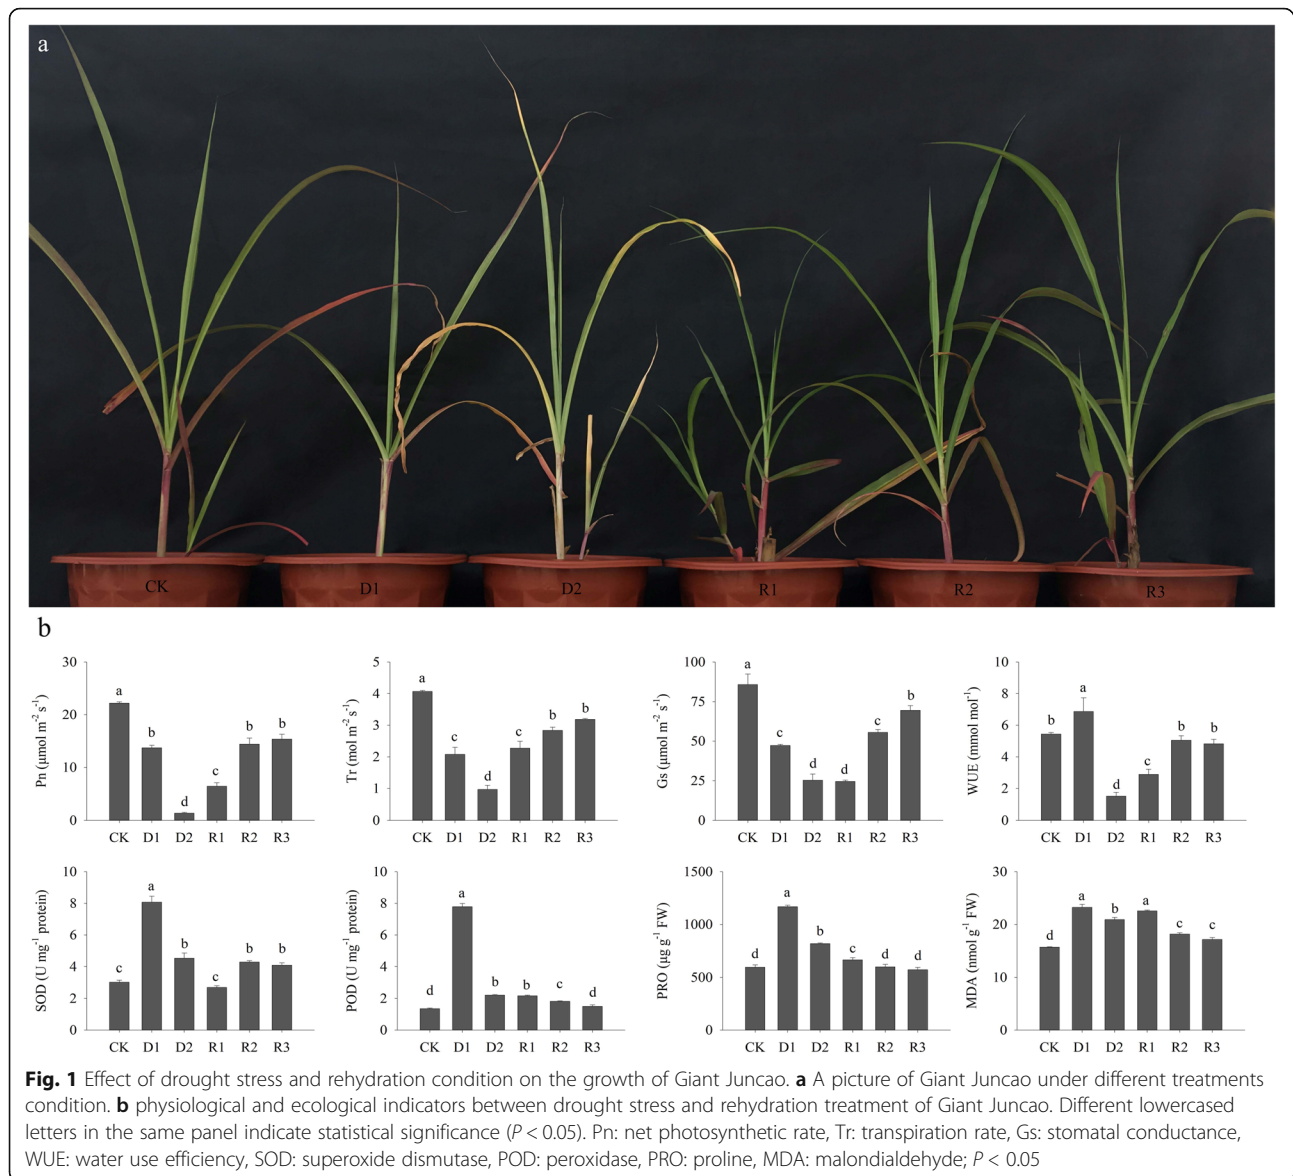 a
CK D1 D2 R1 R2 R3
b
Pn (μmol m⁻² s⁻¹)
30
20
10
0
a
b
d
c
b
b
CK D1 D2 R1 R2 R3
Tr (mol m⁻² s⁻¹)
5
4
3
2
1
0
a
c
d
c
b
b
CK D1 D2 R1 R2 R3
Gs (μmol m⁻² s⁻¹)
100
75
50
25
0
a
c
d
d
c
b
CK D1 D2 R1 R2 R3
WUE (mmol mol⁻¹)
10
8
6
4
2
0
b
a
d
c
b
b
CK D1 D2 R1 R2 R3
SOD (U mg⁻¹ protein)
10
8
6
4
2
0
c
a
b
c
b
b
CK D1 D2 R1 R2 R3
POD (U mg⁻¹ protein)
10
8
6
4
2
0
d
a
b
b
c
d
CK D1 D2 R1 R2 R3
PRO (μg g⁻¹ FW)
1500
1000
500
0
d
a
b
c
d
d
CK D1 D2 R1 R2 R3
MDA (nmol g⁻¹ FW)
30
20
10
0
d
a
b
a
c
c
CK D1 D2 R1 R2 R3
Fig. 1 Effect of drought stress and rehydration condition on the growth of Giant Juncao. a A picture of Giant Juncao under different treatments
condition. b physiological and ecological indicators between drought stress and rehydration treatment of Giant Juncao. Different lowercased
letters in the same panel indicate statistical significance (P < 0.05). Pn: net photosynthetic rate, Tr: transpiration rate, Gs: stomatal conductance,
WUE: water use efficiency, SOD: superoxide dismutase, POD: peroxidase, PRO: proline, MDA: malondialdehyde; P < 0.05